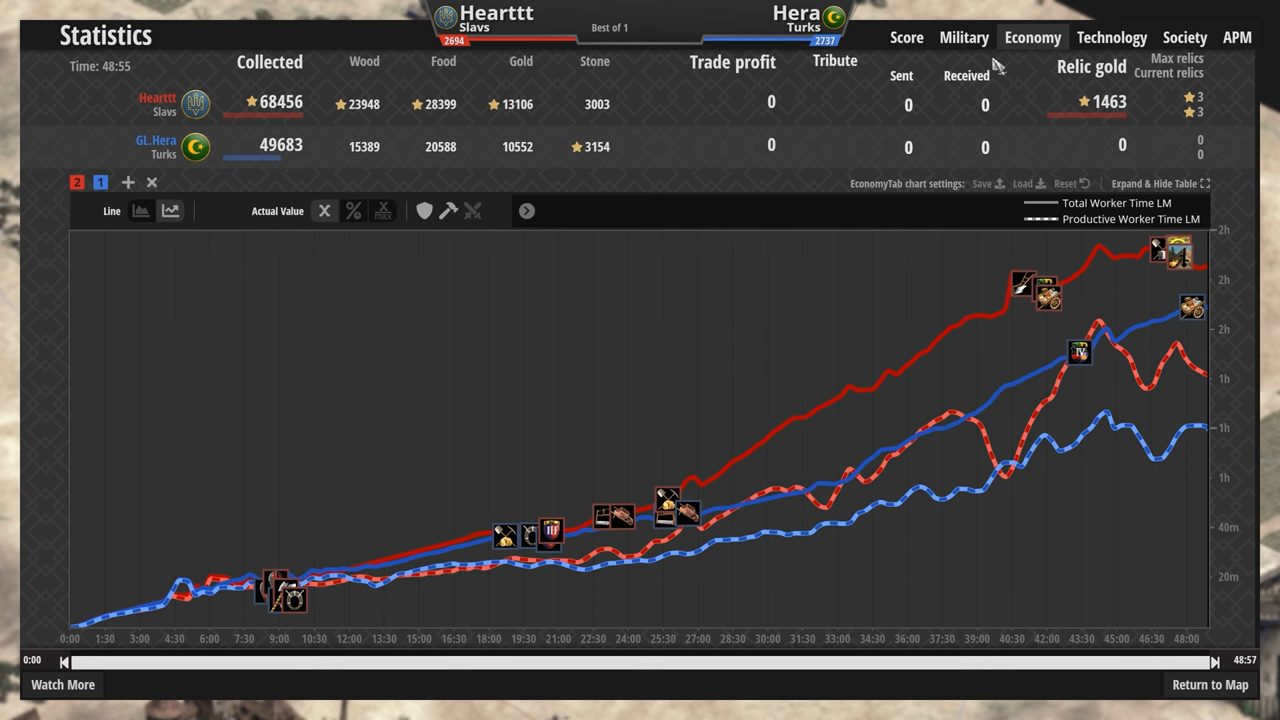 Hearttt
Slavs
2694
Best of 1
Hera
Turks
2737
Statistics
Score Military Economy Technology Society APM
Time: 48:55
Collected Wood Food Gold Stone Trade profit Tribute Sent Received Relic gold Max relics
Current relics
Hearttt
Slavs
68456 23948 28399 13106 3003 0 0 0 1463 3
3
GL.Hera
Turks
49683 15389 20588 10552 3154 0 0 0 0 0
0
2 1
EconomyTab chart settings: Save Load Reset Expand & Hide Table
Line Actual Value X % X/max
Total Worker Time LM
Productive Worker Time LM
2h
2h
2h
1h
1h
1h
40m
20m
III
IV
0:00 1:30 3:00 4:30 6:00 7:30 9:00 10:30 12:00 13:30 15:00 16:30 18:00 19:30 21:00 22:30 24:00 25:30 27:00 28:30 30:00 31:30 33:00 34:30 36:00 37:30 39:00 40:30 42:00 43:30 45:00 46:30 48:00
0:00 48:57
Watch More Return to Map